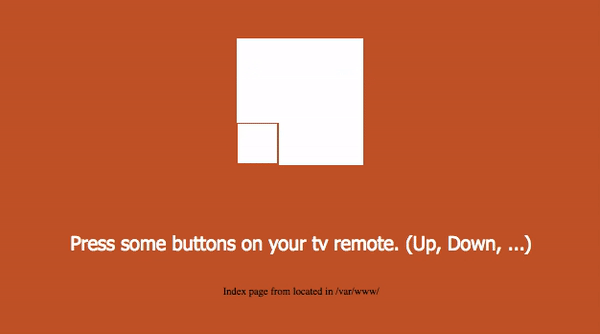 Press some buttons on your tv remote. (Up, Down, ...)
Index page from located in /var/www/